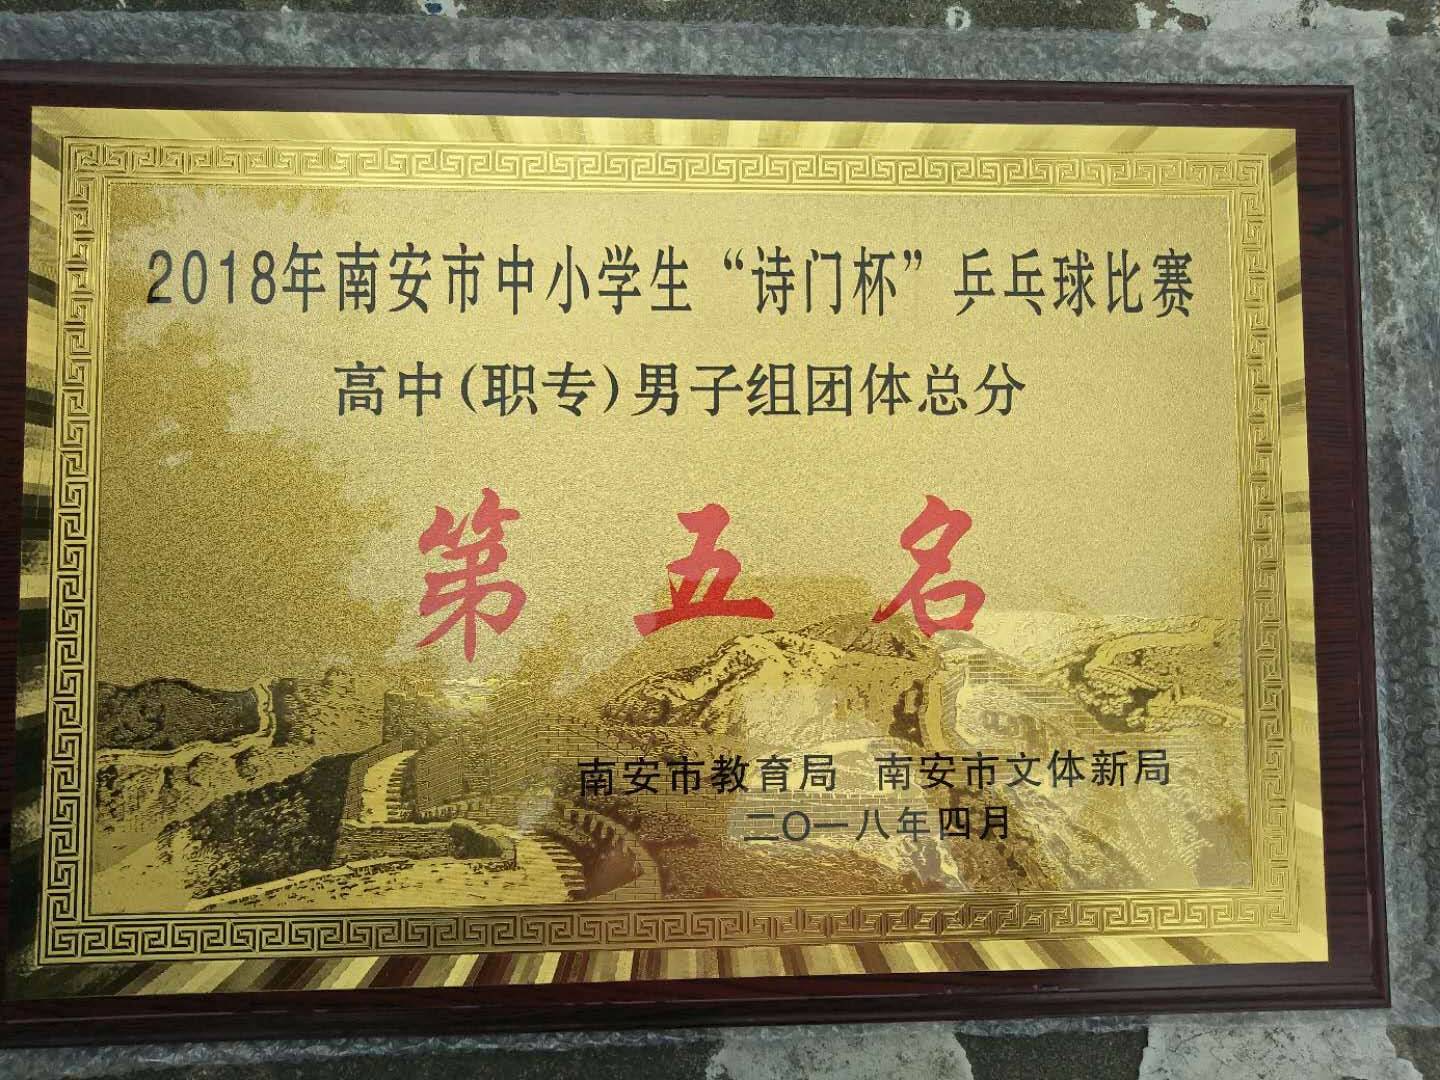 2018年南安市中小学生“诗门杯”乒乓球比赛
高中(职专)男子组团体总分
第五名
南安市教育局 南安市文体新局
二〇一八年四月